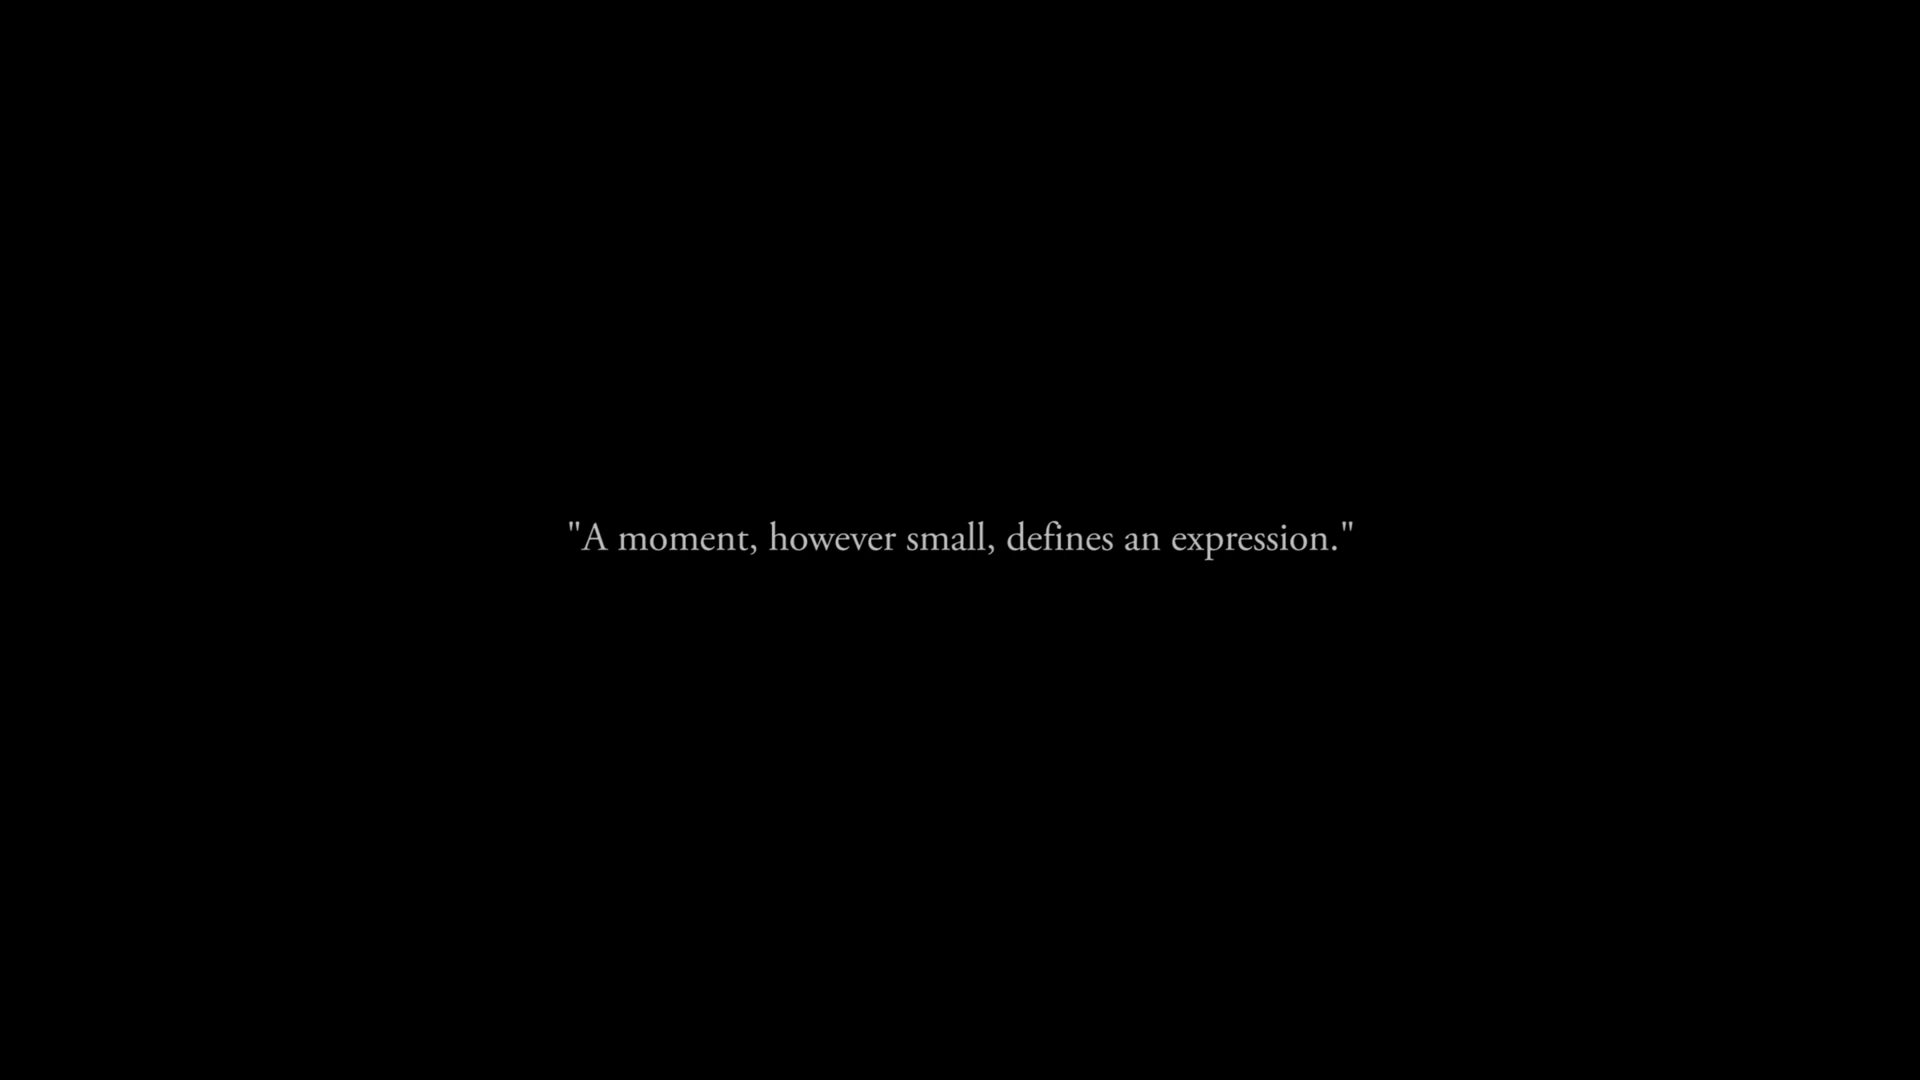 "A moment, however small, defines an expression."